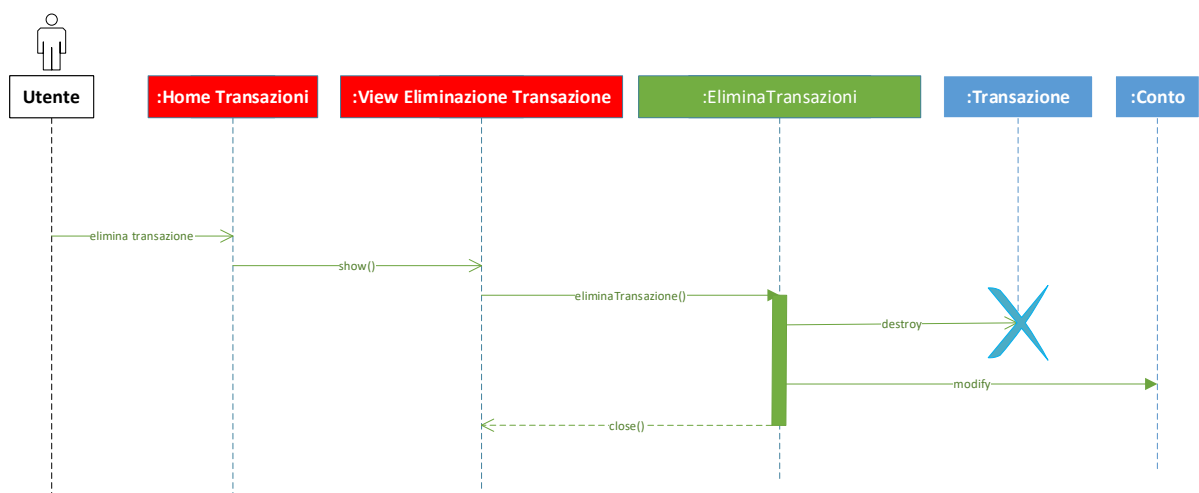 Utente
:Home Transazioni
:View Eliminazione Transazione
:EliminaTransazioni
:Transazione
:Conto
elimina transazione
show()
eliminaTransazione()
destroy
modify
close()